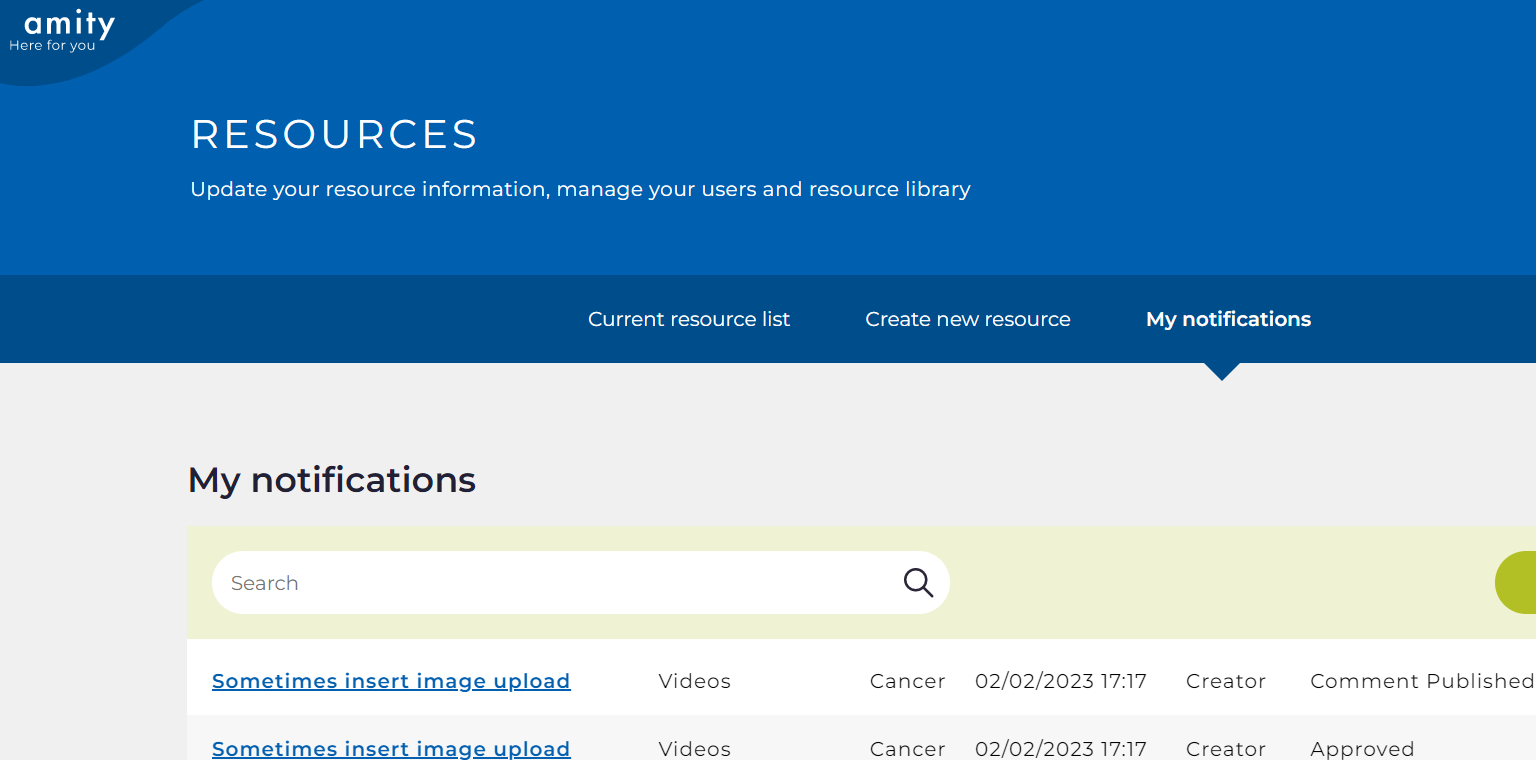 amity
Here for you
RESOURCES
Update your resource information, manage your users and resource library
Current resource list Create new resource My notifications
My notifications
Search
Sometimes insert image upload Videos Cancer 02/02/2023 17:17 Creator Comment Published
Sometimes insert image upload Videos Cancer 02/02/2023 17:17 Creator Approved